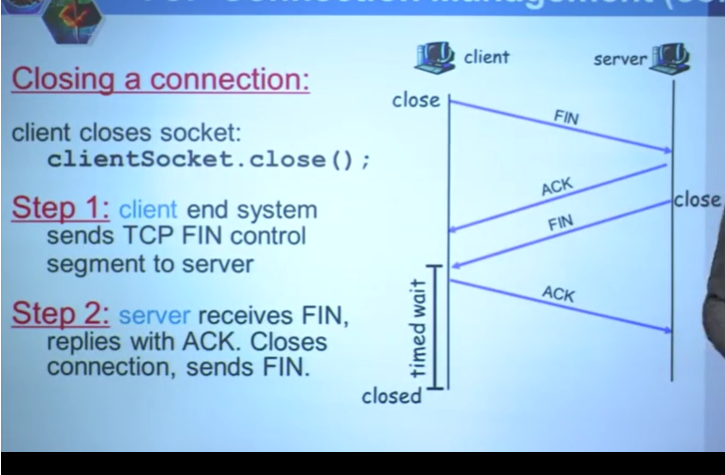 TCP Connection Management
Closing a connection:
client closes socket:
clientSocket.close();
Step 1: client end system
sends TCP FIN control
segment to server
Step 2: server receives FIN,
replies with ACK. Closes
connection, sends FIN.
client
server
close
FIN
ACK
close
FIN
ACK
timed wait
closed